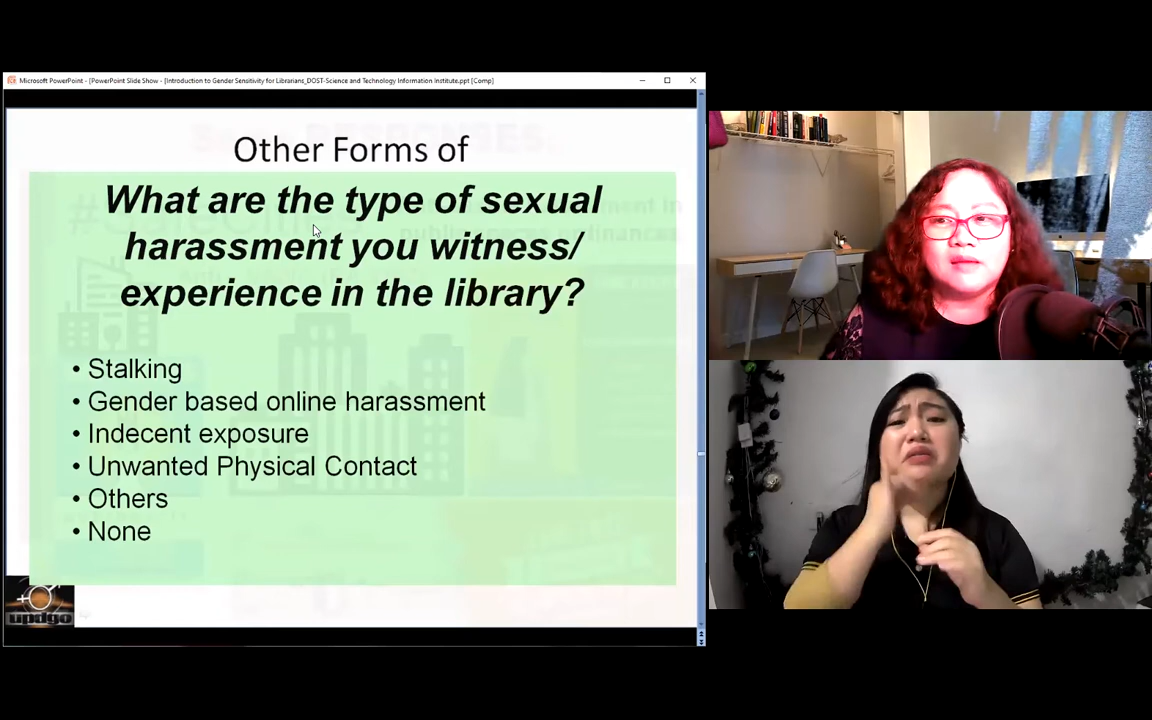 Microsoft PowerPoint - [PowerPoint Slide Show - [Introduction to Gender Sensitivity for Librarians_DOST-Science and Technology Information Institute.ppt [Comp]
Other Forms of
What are the type of sexual
harassment you witness/
experience in the library?
• Stalking
• Gender based online harassment
• Indecent exposure
• Unwanted Physical Contact
• Others
• None
updgo